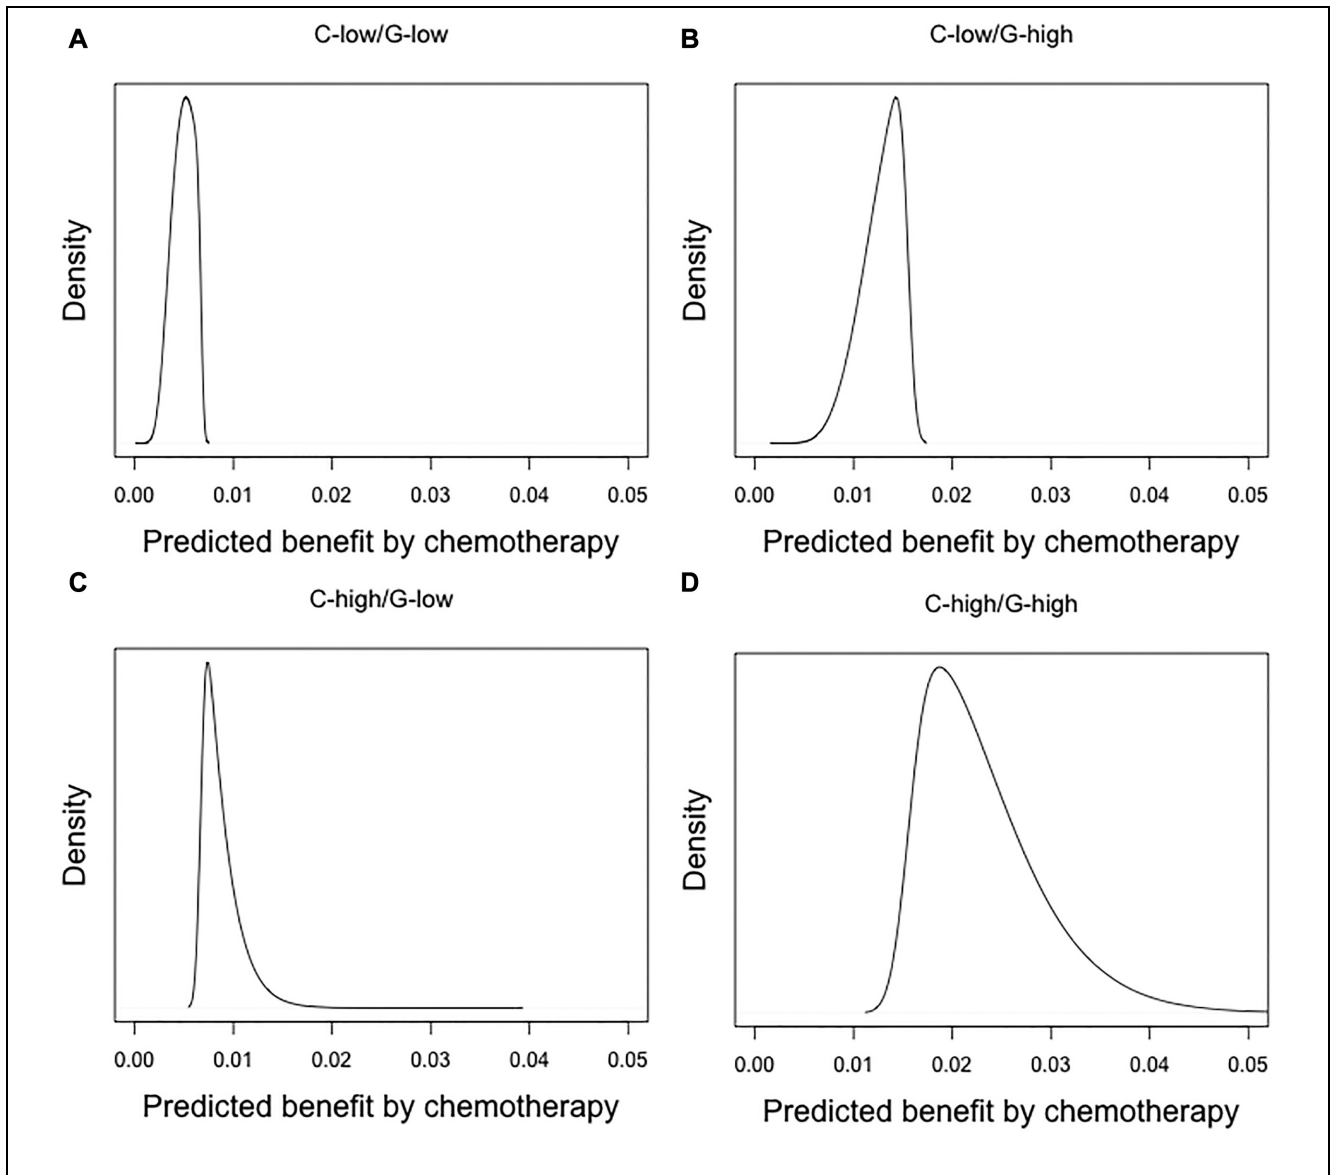 A
C-low/G-low
Density
0.00 0.01 0.02 0.03 0.04 0.05
Predicted benefit by chemotherapy
B
C-low/G-high
Density
0.00 0.01 0.02 0.03 0.04 0.05
Predicted benefit by chemotherapy
C
C-high/G-low
Density
0.00 0.01 0.02 0.03 0.04 0.05
Predicted benefit by chemotherapy
D
C-high/G-high
Density
0.00 0.01 0.02 0.03 0.04 0.05
Predicted benefit by chemotherapy